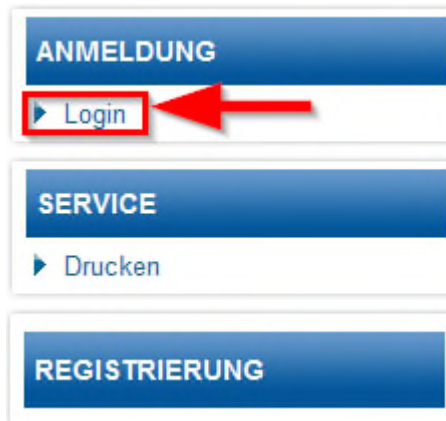 ANMELDUNG
Login
SERVICE
Drucken
REGISTRIERUNG